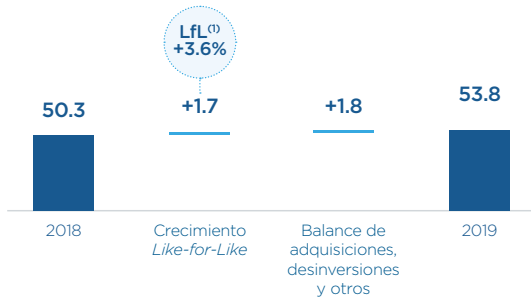 LfL(1)
+3.6%
50.3
+1.7
+1.8
53.8
2018
Crecimiento
Like-for-Like
Balance de
adquisiciones,
desinversiones
y otros
2019